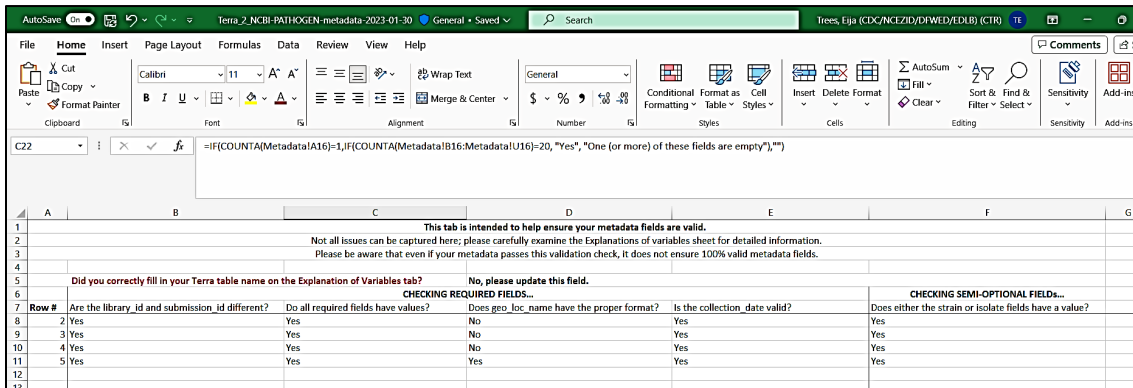 AutoSave On Terra_2_NCBI-PATHOGEN-metadata-2023-01-30 General • Saved Search Trees, Eija (CDC/NCEZID/DFWED/EDLB) (CTR) TE
File Home Insert Page Layout Formulas Data Review View Help Comments
Cut Calibri 11 A A Wrap Text General AutoSum
Paste Copy Fill
Format Painter B I U A Merge & Center $ % 9 Conditional Formatting Format as Table Cell Styles Insert Delete Format Clear Sort & Filter Find & Select Sensitivity Add-ins
Clipboard Font Alignment Number Styles Cells Editing Sensitivity Add-ins
C22 fx =IF(COUNTA(Metadata!A16)=1,IF(COUNTA(Metadata!B16:Metadata!U16)=20, "Yes", "One (or more) of these fields are empty"),"")
A B C D E F G
1 This tab is intended to help ensure your metadata fields are valid.
2 Not all issues can be captured here; please carefully examine the Explanations of variables sheet for detailed information.
3 Please be aware that even if your metadata passes this validation check, it does not ensure 100% valid metadata fields.
4
5 Did you correctly fill in your Terra table name on the Explanation of Variables tab? No, please update this field.
6 CHECKING REQUIRED FIELDS... CHECKING SEMI-OPTIONAL FIELDs...
7 Row # Are the library_id and submission_id different? Do all required fields have values? Does geo_loc_name have the proper format? Is the collection_date valid? Does either the strain or isolate fields have a value?
8 2 Yes Yes No Yes Yes
9 3 Yes Yes No Yes Yes
10 4 Yes Yes No Yes Yes
11 5 Yes Yes Yes Yes Yes
12